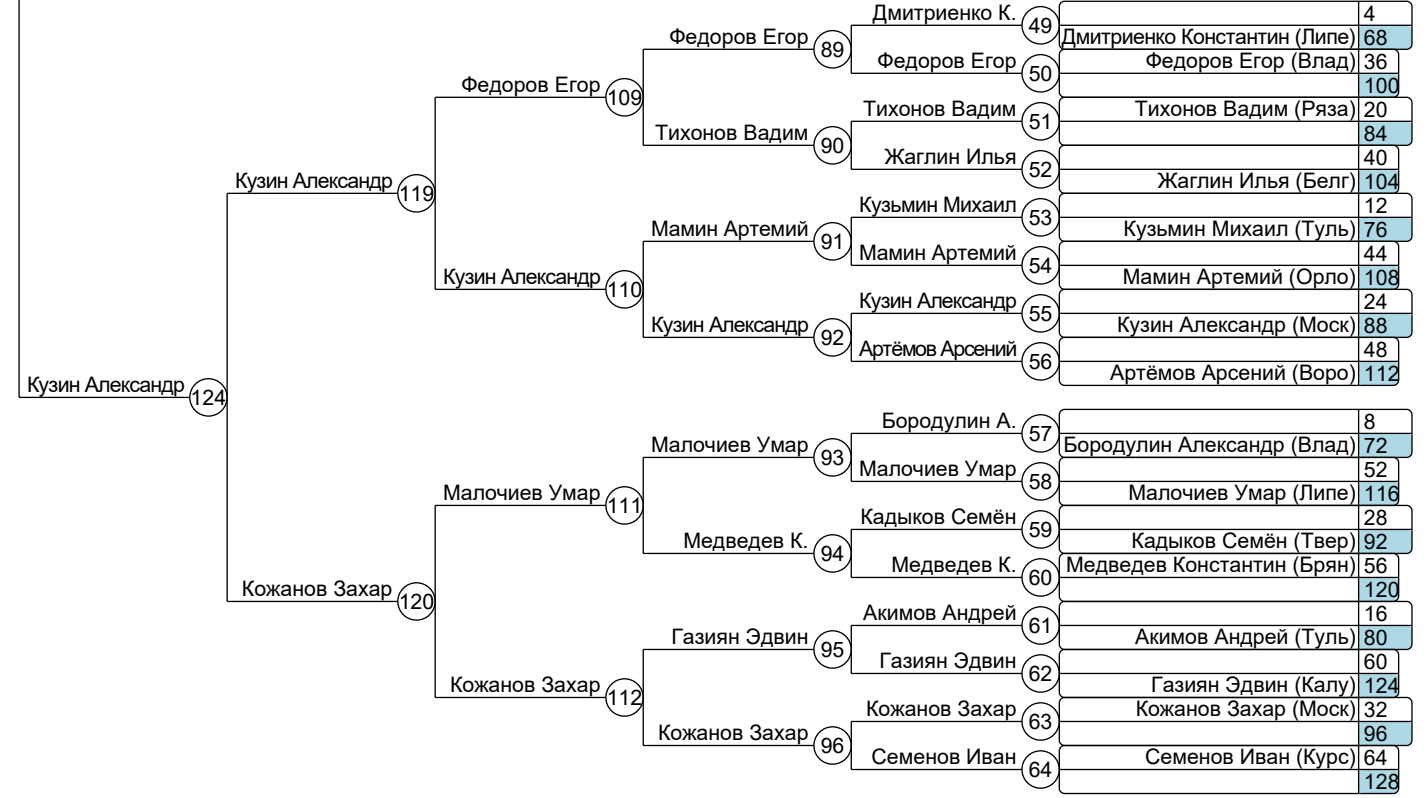 Дмитриенко К. 49 4
Федоров Егор 89 Дмитриенко Константин (Липе) 68
Федоров Егор 50 Федоров Егор (Влад) 36
Федоров Егор 109 100
Тихонов Вадим 51 Тихонов Вадим (Ряза) 20
Тихонов Вадим 90 84
Жаглин Илья 52 40
Кузин Александр 119 Жаглин Илья (Белг) 104
Кузьмин Михаил 53 12
Мамин Артемий 91 Кузьмин Михаил (Туль) 76
Мамин Артемий 54 44
Кузин Александр 110 Мамин Артемий (Орло) 108
Кузин Александр 55 24
Кузин Александр 92 Кузин Александр (Моск) 88
Артёмов Арсений 56 48
Кузин Александр 124 Артёмов Арсений (Воро) 112
Бородулин А. 57 8
Малочиев Умар 93 Бородулин Александр (Влад) 72
Малочиев Умар 58 52
Малочиев Умар 111 Малочиев Умар (Липе) 116
Кадыков Семён 59 28
Медведев К. 94 Кадыков Семён (Твер) 92
Медведев К. 60 Медведев Константин (Брян) 56
Кожанов Захар 120 120
Акимов Андрей 61 16
Газиян Эдвин 95 Акимов Андрей (Туль) 80
Газиян Эдвин 62 60
Кожанов Захар 112 Газиян Эдвин (Калу) 124
Кожанов Захар 63 Кожанов Захар (Моск) 32
Кожанов Захар 96 96
Семенов Иван 64 Семенов Иван (Курс) 64
128